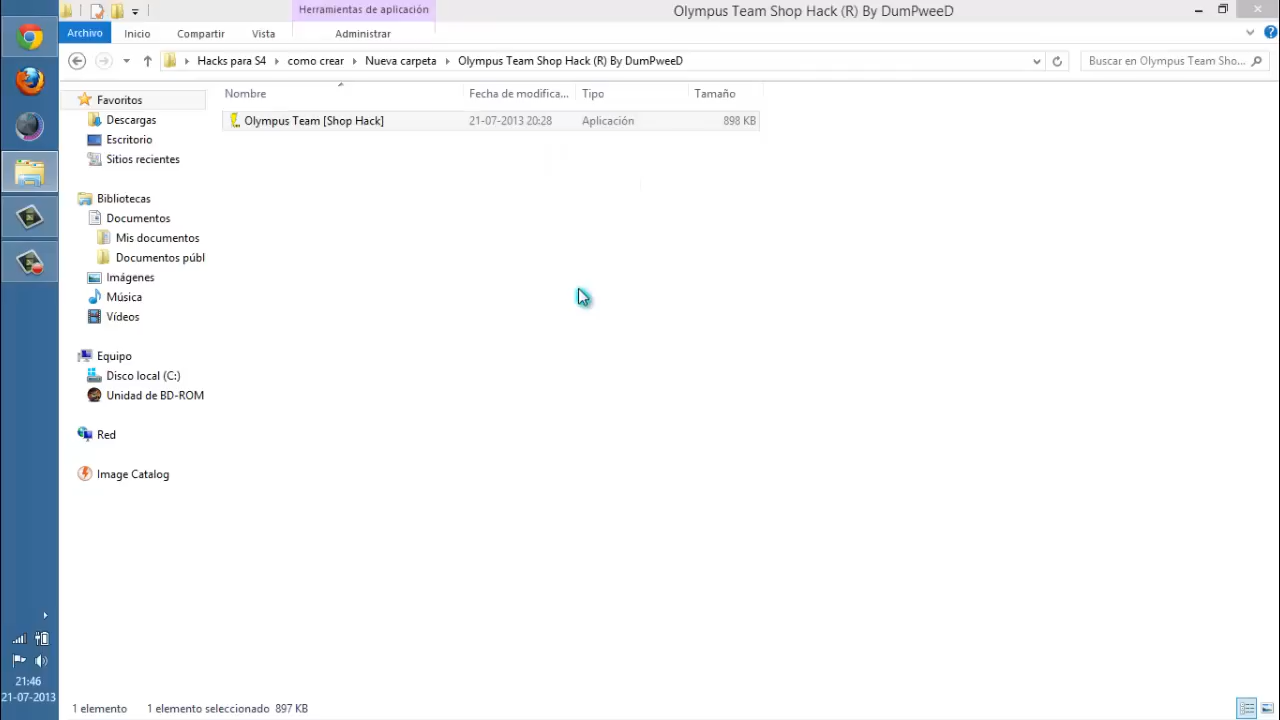 Herramientas de aplicación
Olympus Team Shop Hack (R) By DumPweeD
Archivo
Inicio
Compartir
Vista
Administrar
Hacks para S4
como crear
Nueva carpeta
Olympus Team Shop Hack (R) By DumPweeD
Buscar en Olympus Team Sho...
Favoritos
Descargas
Escritorio
Sitios recientes
Bibliotecas
Documentos
Mis documentos
Documentos públ
Imágenes
Música
Vídeos
Equipo
Disco local (C:)
Unidad de BD-ROM
Red
Image Catalog
Nombre
Fecha de modifica...
Tipo
Tamaño
Olympus Team [Shop Hack]
21-07-2013 20:28
Aplicación
898 KB
21:46
21-07-2013
1 elemento
1 elemento seleccionado 897 KB